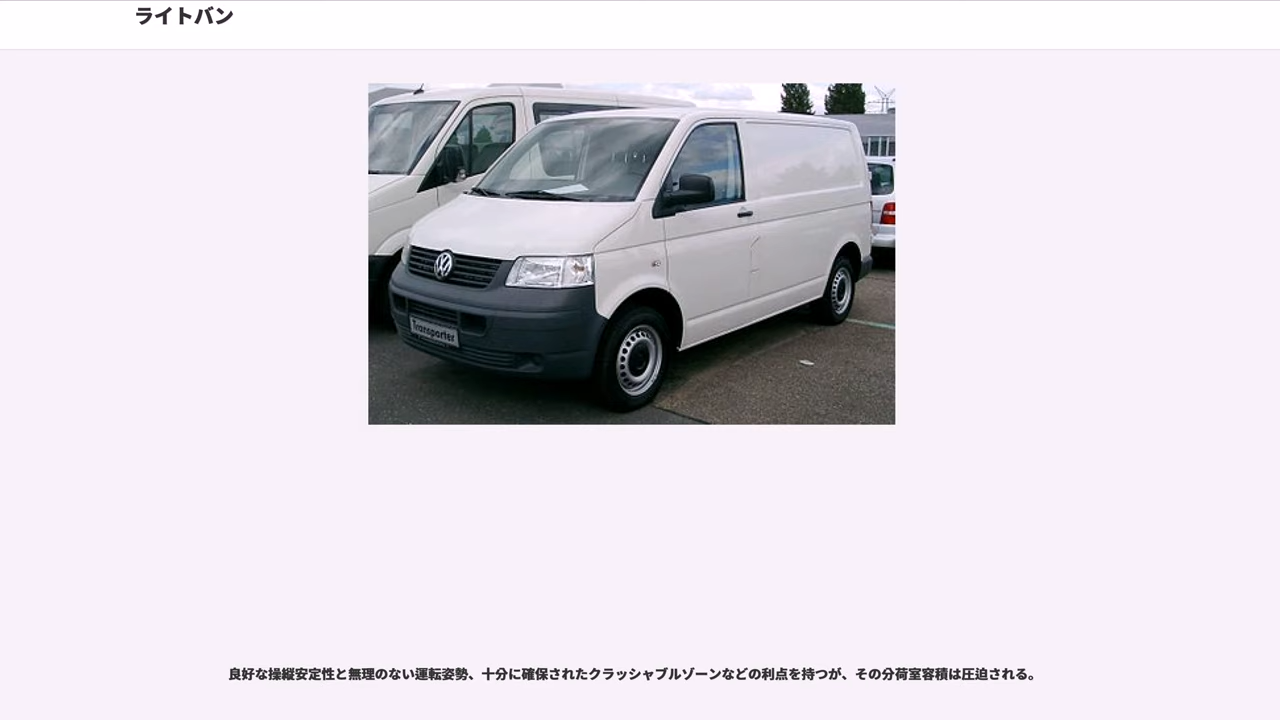 ライトバン
Transporter
良好な操縦安定性と無理のない運転姿勢、十分に確保されたクラッシャブルゾーンなどの利点を持つが、その分荷室容積は圧迫される。